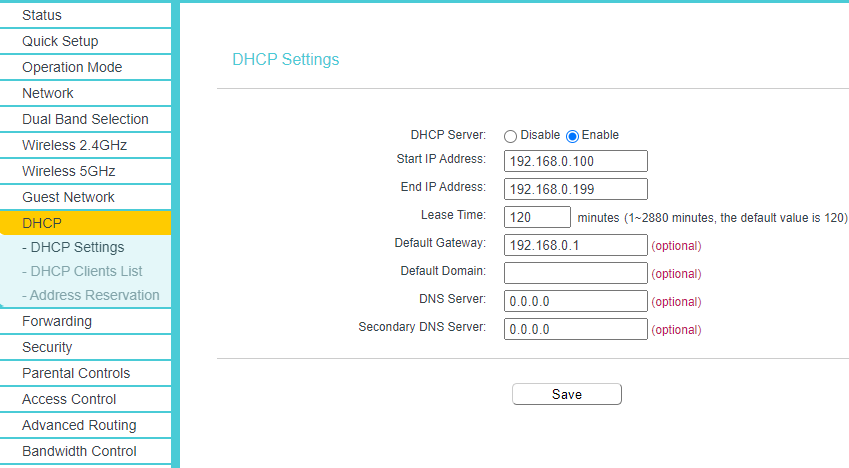 Status
Quick Setup
Operation Mode
Network
Dual Band Selection
Wireless 2.4GHz
Wireless 5GHz
Guest Network
DHCP
- DHCP Settings
- DHCP Clients List
- Address Reservation
Forwarding
Security
Parental Controls
Access Control
Advanced Routing
Bandwidth Control
DHCP Settings
DHCP Server: Disable Enable
Start IP Address: 192.168.0.100
End IP Address: 192.168.0.199
Lease Time: 120 minutes (1~2880 minutes, the default value is 120)
Default Gateway: 192.168.0.1 (optional)
Default Domain: (optional)
DNS Server: 0.0.0.0 (optional)
Secondary DNS Server: 0.0.0.0 (optional)
Save